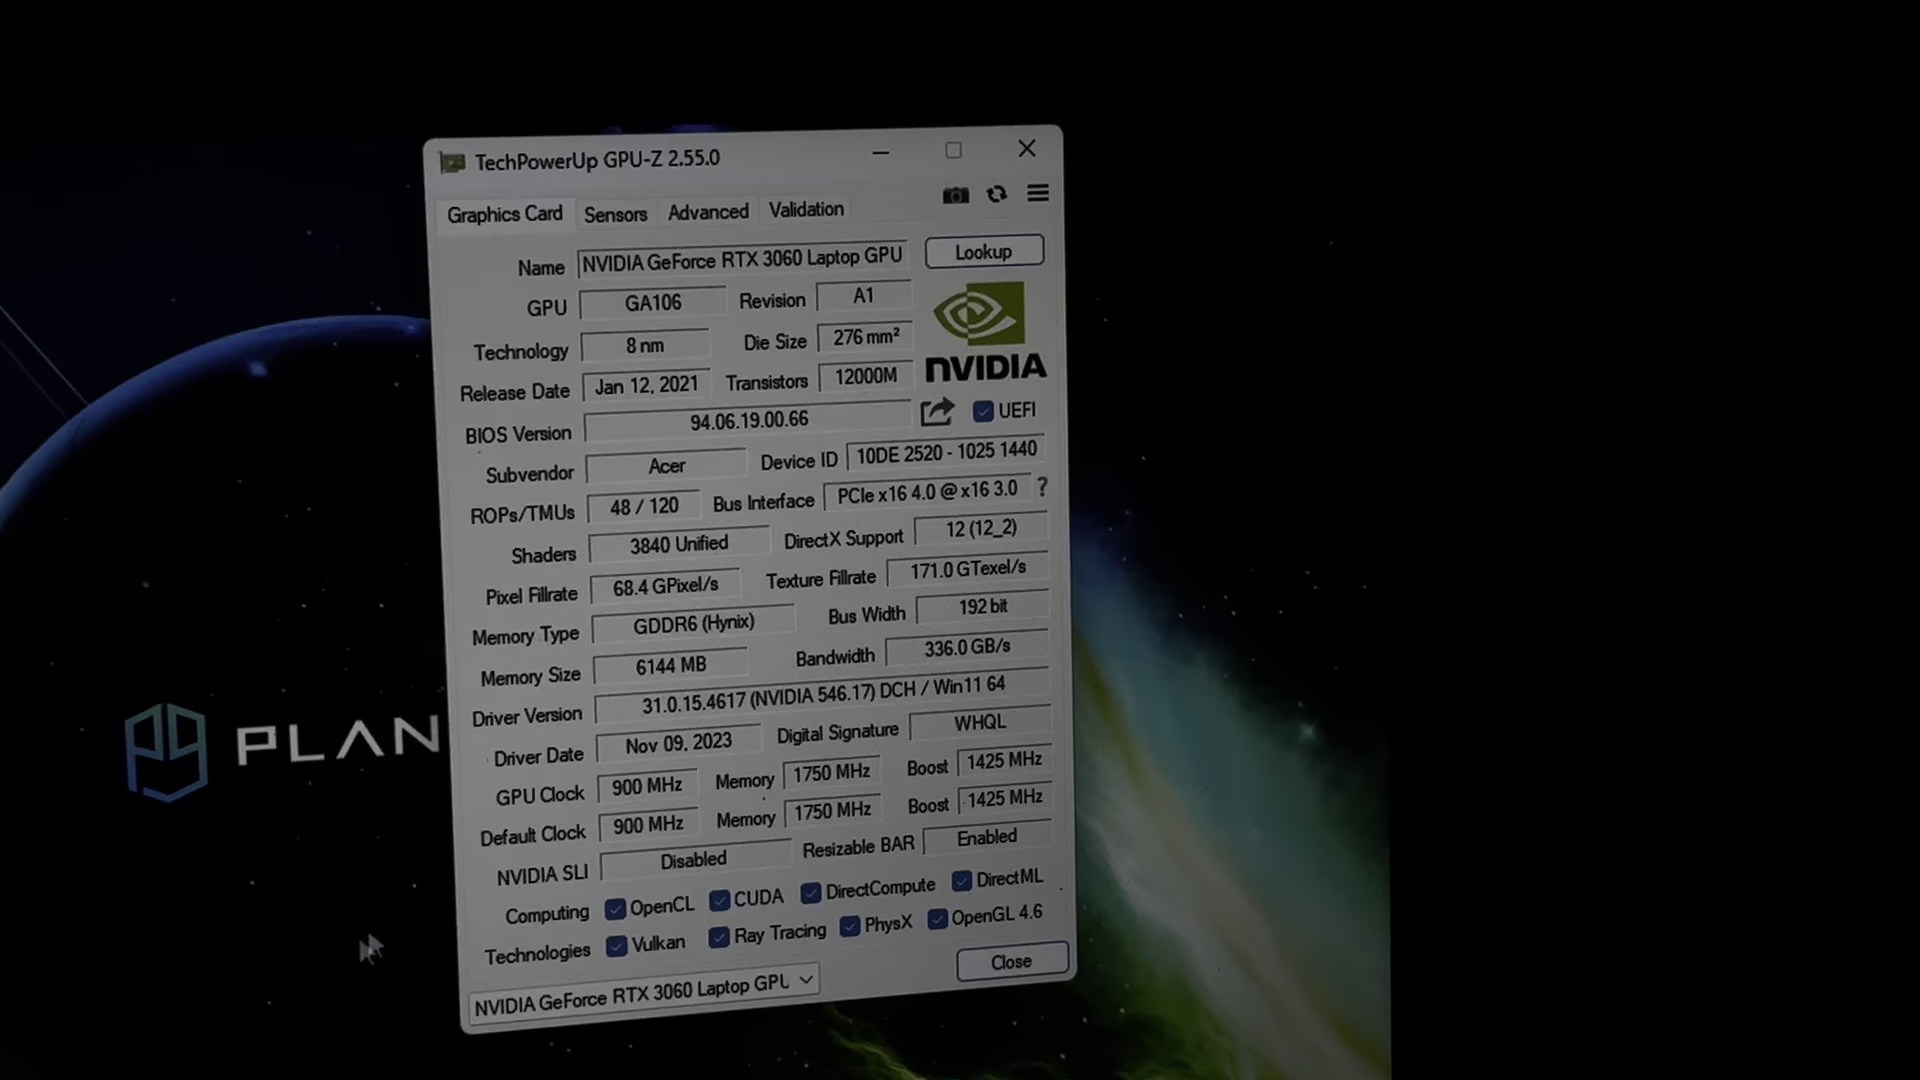 TechPowerUp GPU-Z 2.55.0
Graphics Card Sensors Advanced Validation
Name NVIDIA GeForce RTX 3060 Laptop GPU Lookup
GPU GA106 Revision A1
Technology 8 nm Die Size 276 mm²
NVIDIA
Release Date Jan 12, 2021 Transistors 12000M
BIOS Version 94.06.19.00.66 UEFI
Subvendor Acer Device ID 10DE 2520 - 1025 1440
ROPs/TMUs 48 / 120 Bus Interface PCIe x16 4.0 @ x16 3.0 ?
Shaders 3840 Unified DirectX Support 12 (12_2)
Pixel Fillrate 68.4 GPixel/s Texture Fillrate 171.0 GTexel/s
Memory Type GDDR6 (Hynix) Bus Width 192 bit
Memory Size 6144 MB Bandwidth 336.0 GB/s
Driver Version 31.0.15.4617 (NVIDIA 546.17) DCH / Win11 64
Driver Date Nov 09, 2023 Digital Signature WHQL
GPU Clock 900 MHz Memory 1750 MHz Boost 1425 MHz
Default Clock 900 MHz Memory 1750 MHz Boost 1425 MHz
NVIDIA SLI Disabled Resizable BAR Enabled
Computing OpenCL CUDA DirectCompute DirectML
Technologies Vulkan Ray Tracing PhysX OpenGL 4.6
NVIDIA GeForce RTX 3060 Laptop GPU Close
PLAN